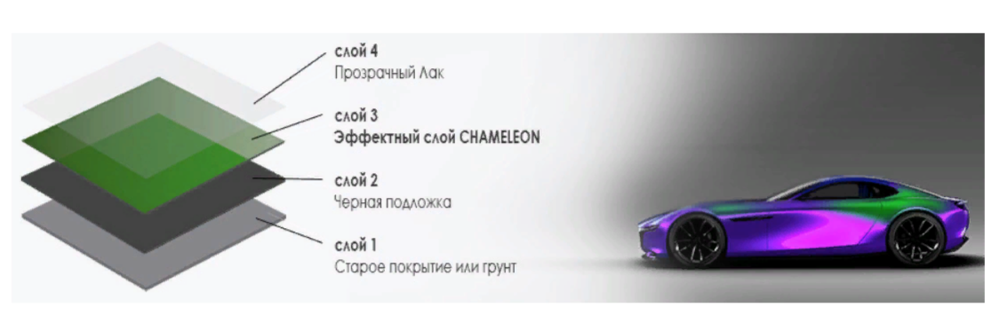 слой 4
Прозрачный Лак
слой 3
Эффектный слой CHAMELEON
слой 2
Черная подложка
слой 1
Старое покрытие или грунт